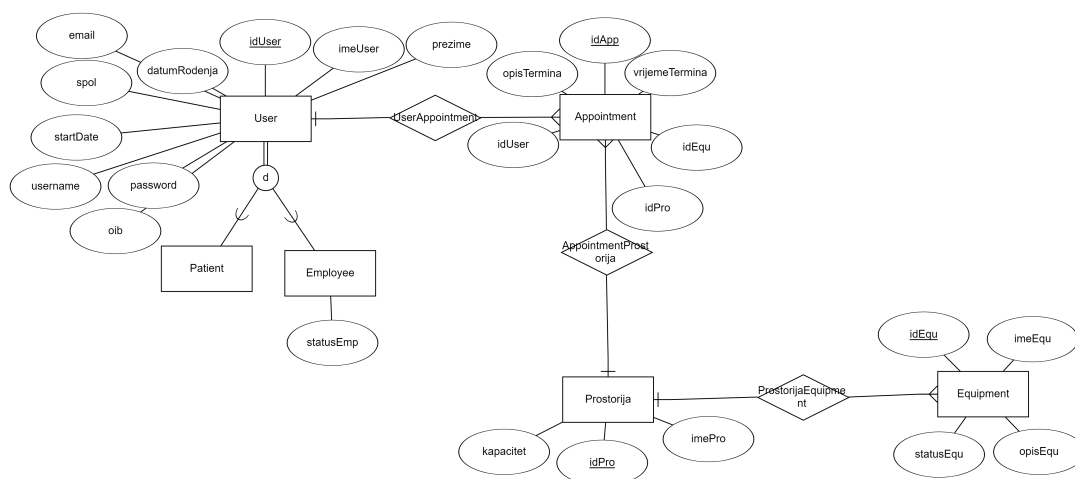 email
idUser
imeUser
prezime
datumRodenja
spol
User
startDate
username
password
oib
d
Patient
Employee
statusEmp
UserAppointment
idApp
opisTermina
vrijemeTermina
Appointment
idUser
idEqu
idPro
AppointmentProst
orija
Prostorija
kapacitet
idPro
imePro
ProstorijaEquipme
nt
idEqu
imeEqu
Equipment
statusEqu
opisEqu